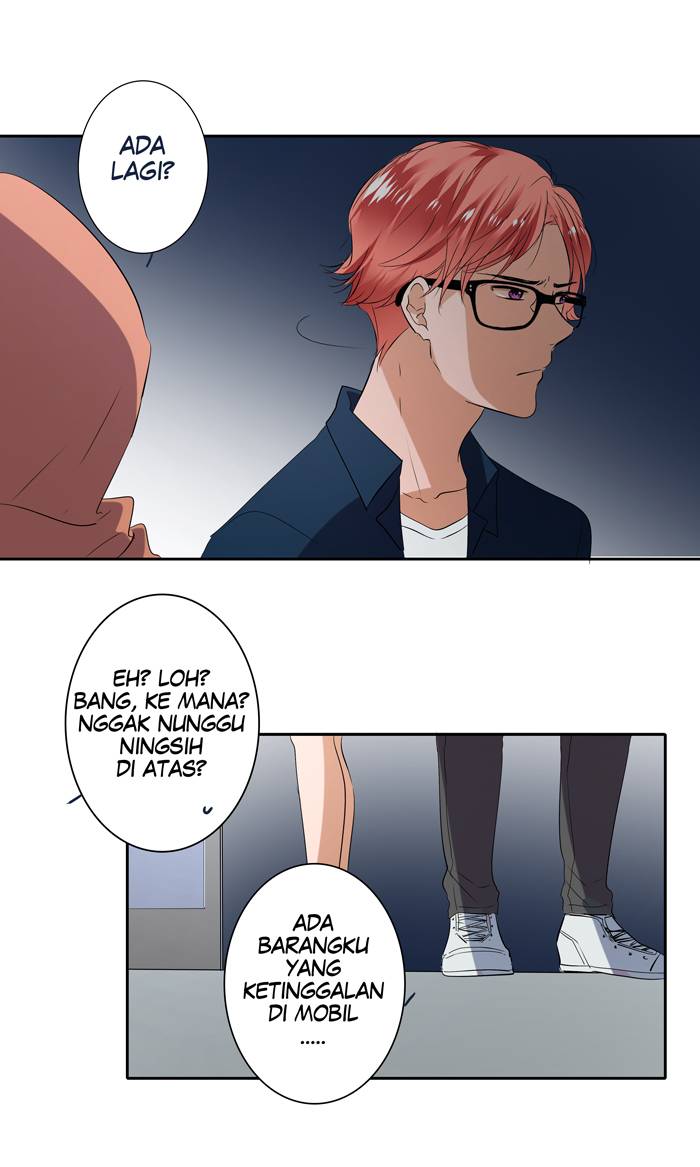 ADA
LAGI?
EH? LOH?
BANG, KE MANA?
NGGAK NUNGGU
NINGSIH
DI ATAS?
ADA
BARANGKU
YANG
KETINGGALAN
DI MOBIL
.....